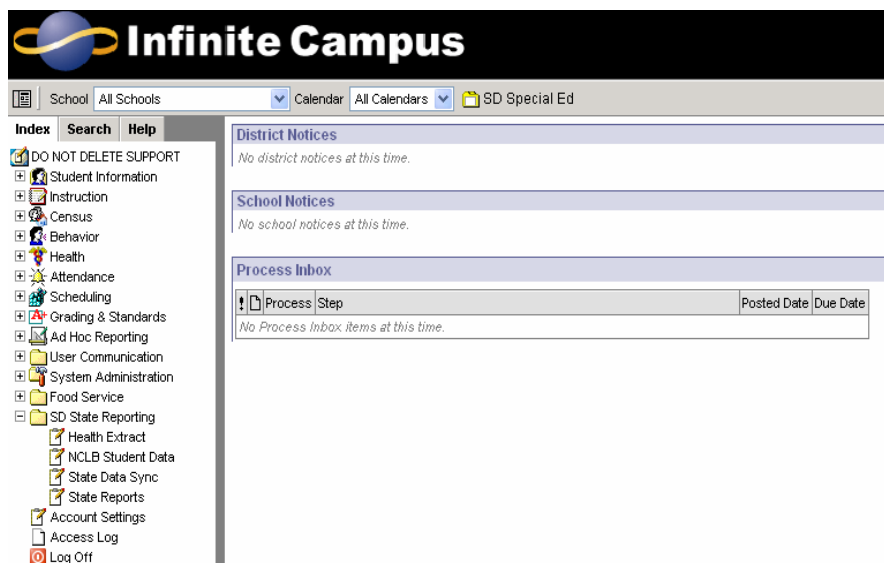 Infinite Campus
School All Schools Calendar All Calendars SD Special Ed
Index Search Help
DO NOT DELETE SUPPORT
Student Information
Instruction
Census
Behavior
Health
Attendance
Scheduling
Grading & Standards
Ad Hoc Reporting
User Communication
System Administration
Food Service
SD State Reporting
Health Extract
NCLB Student Data
State Data Sync
State Reports
Account Settings
Access Log
Log Off
District Notices
No district notices at this time.
School Notices
No school notices at this time.
Process Inbox
! Process Step Posted Date Due Date
No Process Inbox items at this time.